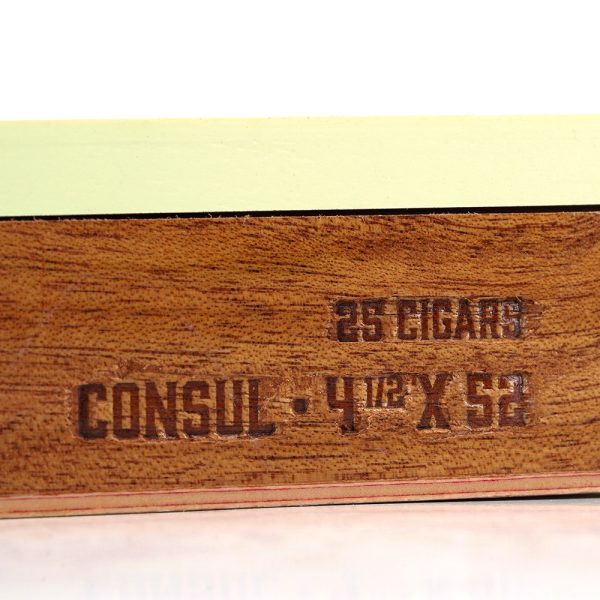 25 CIGARS
CONSUL • 4 1/2 X 52